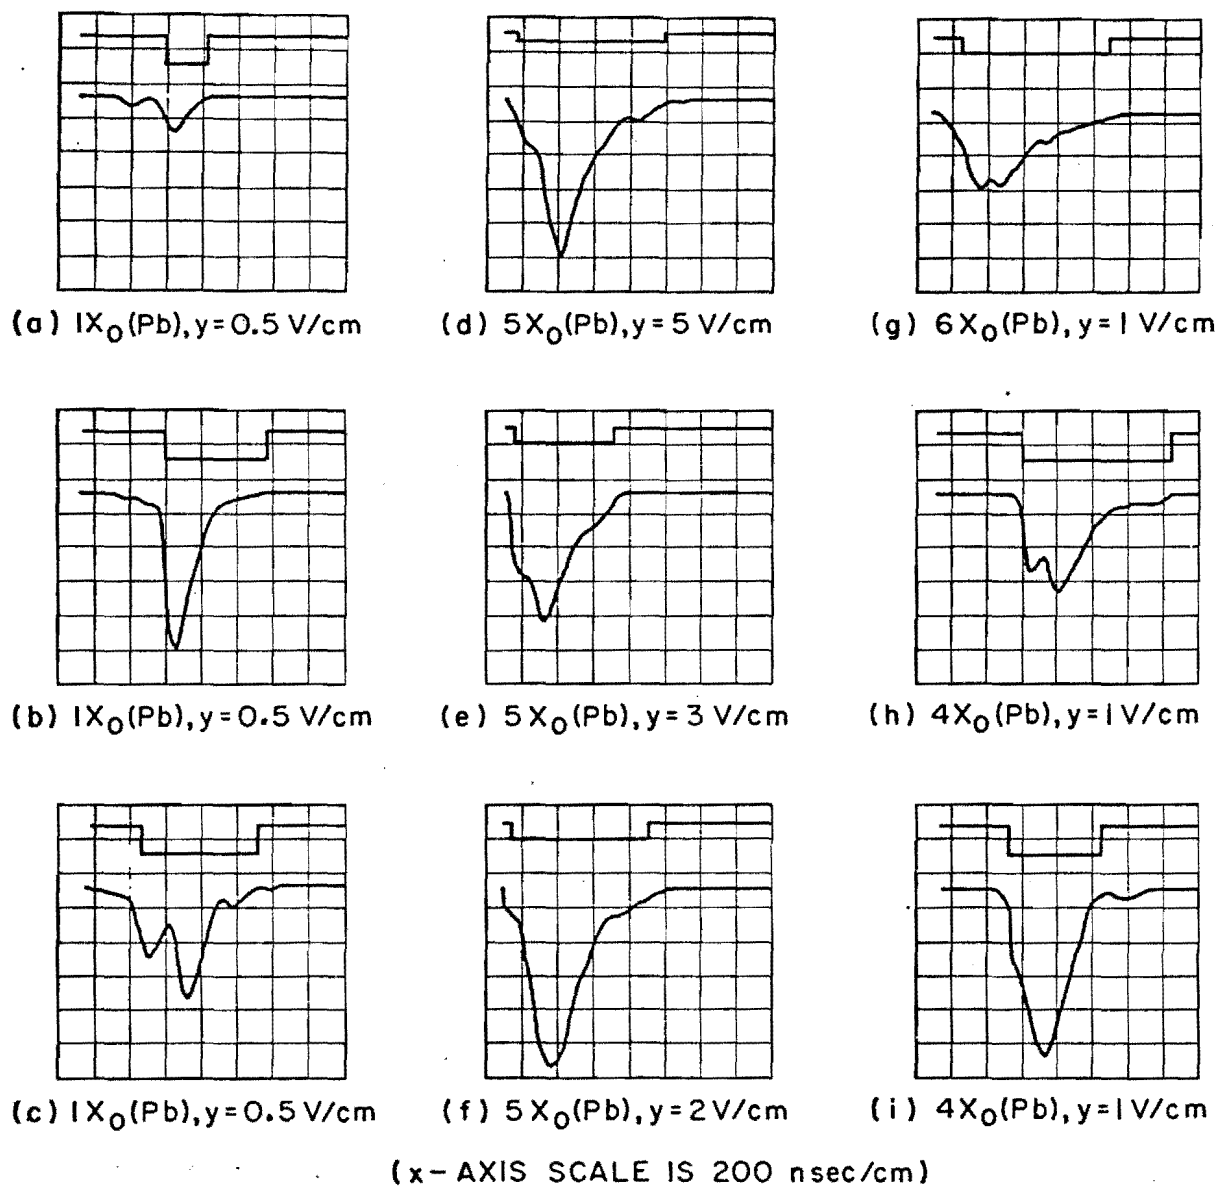 (a) 1X₀(Pb), y=0.5 V/cm
(d) 5X₀(Pb), y=5 V/cm
(g) 6X₀(Pb), y=1 V/cm
(b) 1X₀(Pb), y=0.5 V/cm
(e) 5X₀(Pb), y=3 V/cm
(h) 4X₀(Pb), y=1 V/cm
(c) 1X₀(Pb), y=0.5 V/cm
(f) 5X₀(Pb), y=2 V/cm
(i) 4X₀(Pb), y=1 V/cm
(x-AXIS SCALE IS 200 nsec/cm)